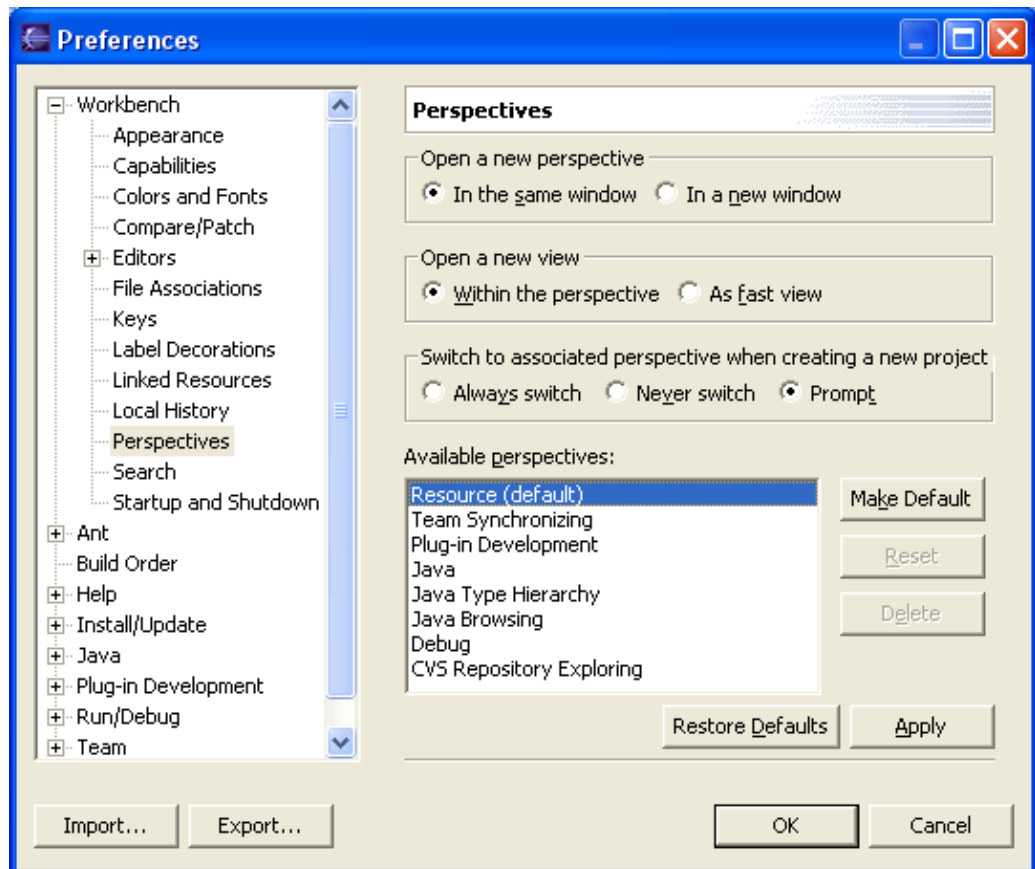 Preferences
Workbench
Appearance
Capabilities
Colors and Fonts
Compare/Patch
Editors
File Associations
Keys
Label Decorations
Linked Resources
Local History
Perspectives
Search
Startup and Shutdown
Ant
Build Order
Help
Install/Update
Java
Plug-in Development
Run/Debug
Team
Perspectives
Open a new perspective
In the same window In a new window
Open a new view
Within the perspective As fast view
Switch to associated perspective when creating a new project
Always switch Never switch Prompt
Available perspectives:
Resource (default)
Team Synchronizing
Plug-in Development
Java
Java Type Hierarchy
Java Browsing
Debug
CVS Repository Exploring
Make Default
Reset
Delete
Restore Defaults Apply
Import... Export... OK Cancel